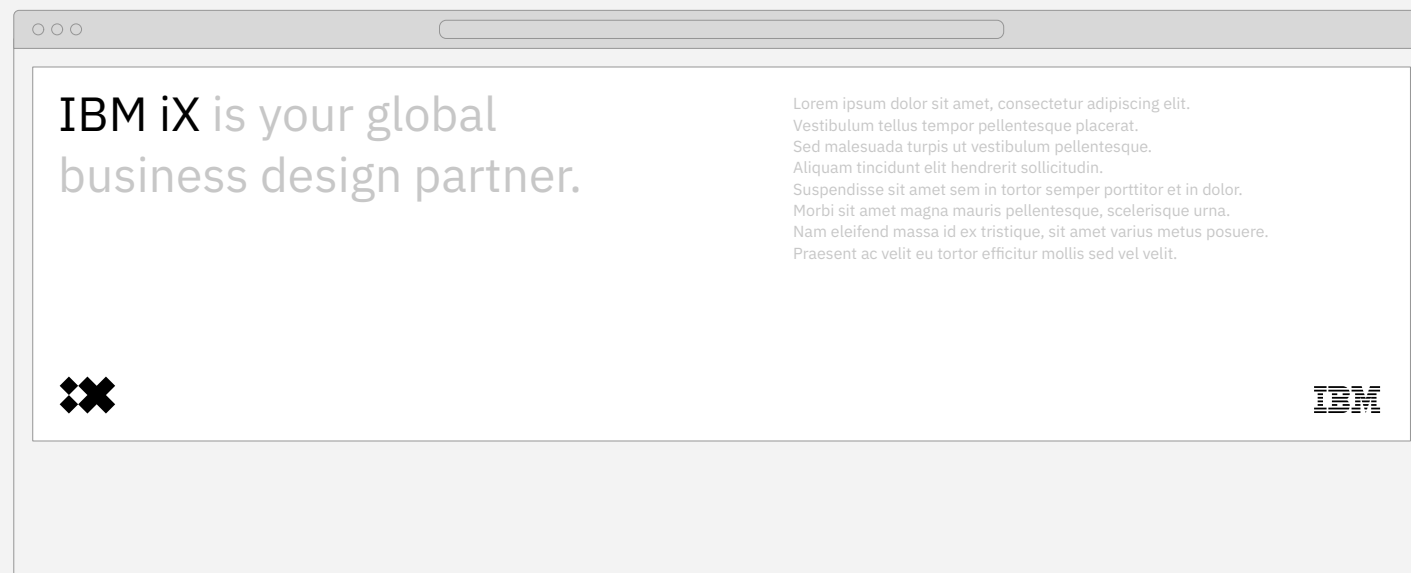 IBM iX is your global
business design partner.
Lorem ipsum dolor sit amet, consectetur adipiscing elit.
Vestibulum tellus tempor pellentesque placerat.
Sed malesuada turpis ut vestibulum pellentesque.
Aliquam tincidunt elit hendrerit sollicitudin.
Suspendisse sit amet sem in tortor semper porttitor et in dolor.
Morbi sit amet magna mauris pellentesque, scelerisque urna.
Nam eleifend massa id ex tristique, sit amet varius metus posuere.
Praesent ac velit eu tortor efficitur mollis sed vel velit.
IBM